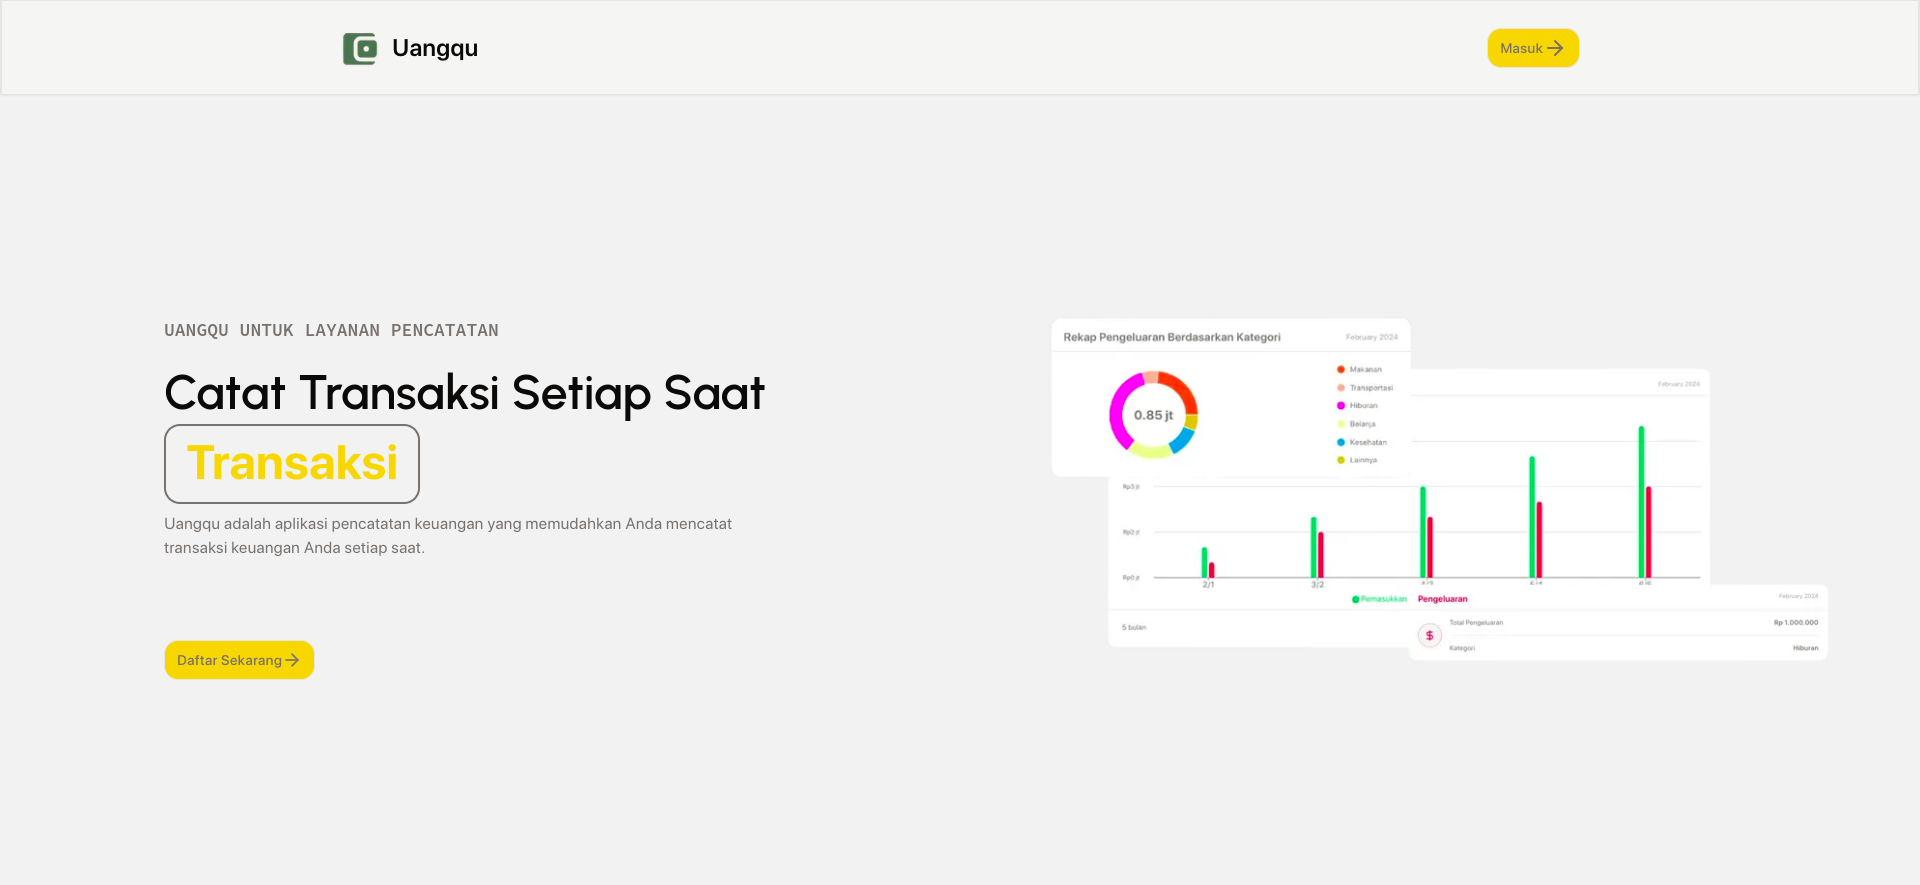 Uangqu
Masuk
UANGQU UNTUK LAYANAN PENCATATAN
Catat Transaksi Setiap Saat
Transaksi
Uangqu adalah aplikasi pencatatan keuangan yang memudahkan Anda mencatat
transaksi keuangan Anda setiap saat.
Daftar Sekarang
Rekap Pengeluaran Berdasarkan Kategori
February 2024
0.85 jt
Makanan
Transportasi
Hiburan
Belanja
Kesehatan
Lainnya
February 2024
Rp3 jt
Rp2 jt
Rp0 jt
2/1
3/2
Pemasukkan
5 bulan
Pengeluaran
February 2024
$
Total Pengeluaran
Rp 1.000.000
Kategori
Hiburan